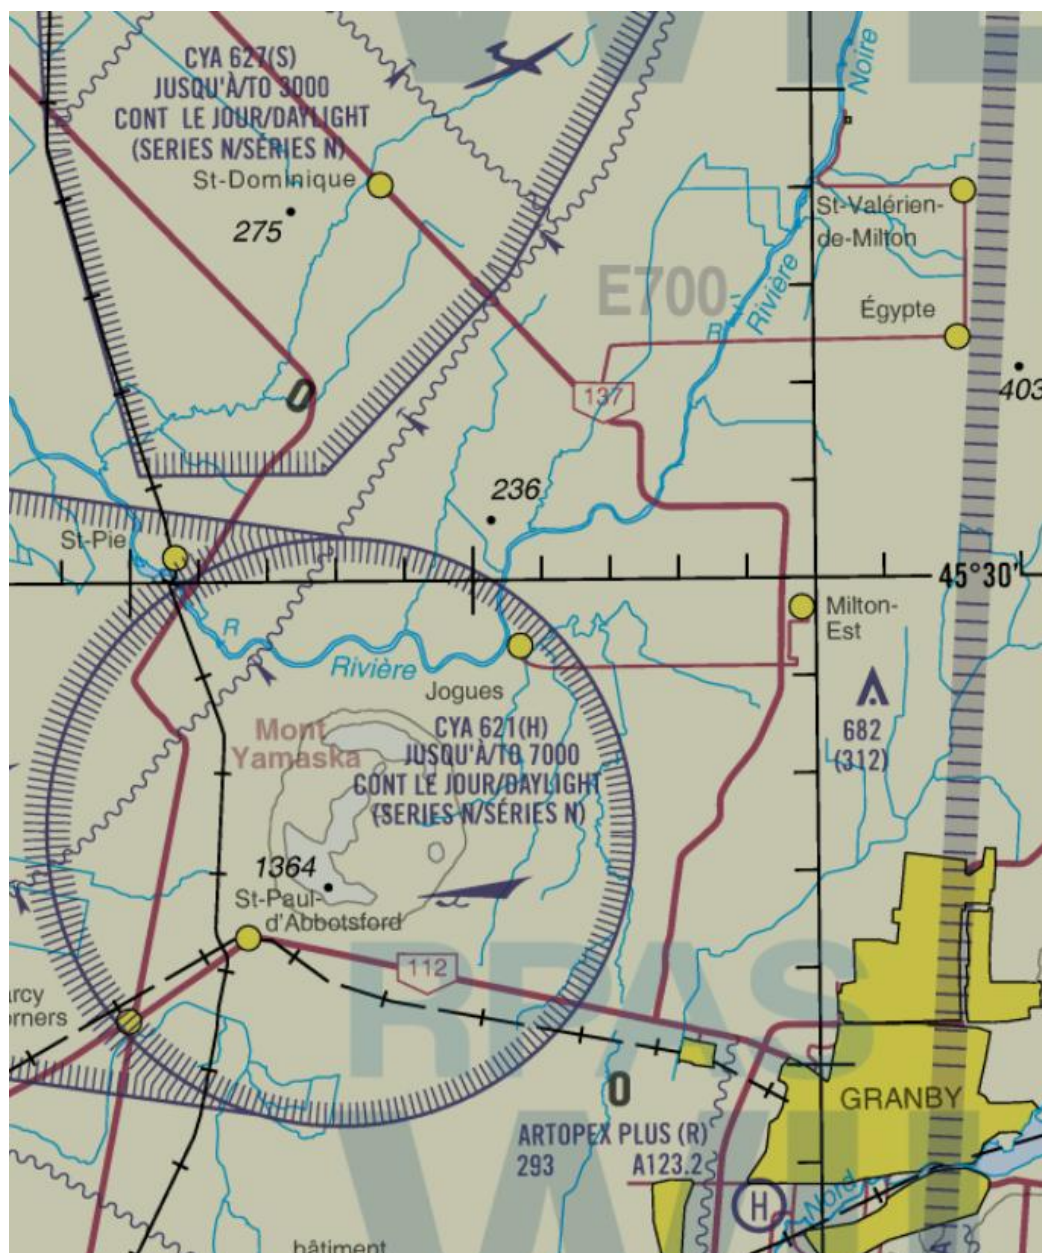 CYA 627(S)
JUSQU'À/TO 3000
CONT LE JOUR/DAYLIGHT
(SERIES N/SÉRIES N)
St-Dominique
275
Noire
St-Valérien-
de-Milton
E700
R
Rivière
Égypte
137
403
236
St-Pie
45°30'
Milton-
Est
R
Rivière
Jogues
Mont
Yamaska
CYA 621(H)
JUSQU'À/TO 7000
CONT LE JOUR/DAYLIGHT
(SERIES N/SÉRIES N)
682
(312)
1364
St-Paul-
d'Abbotsford
112
RPAS
arcy
orners
0
GRANBY
ARTOPEX PLUS (R)
293 A123.2
H
Nord
bâtiment